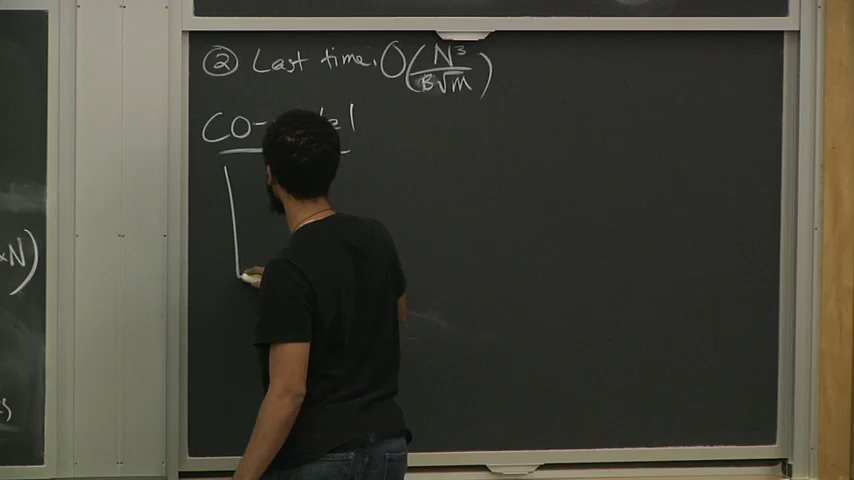 ② Last time: O(N³/B√M)
CO-
×N)